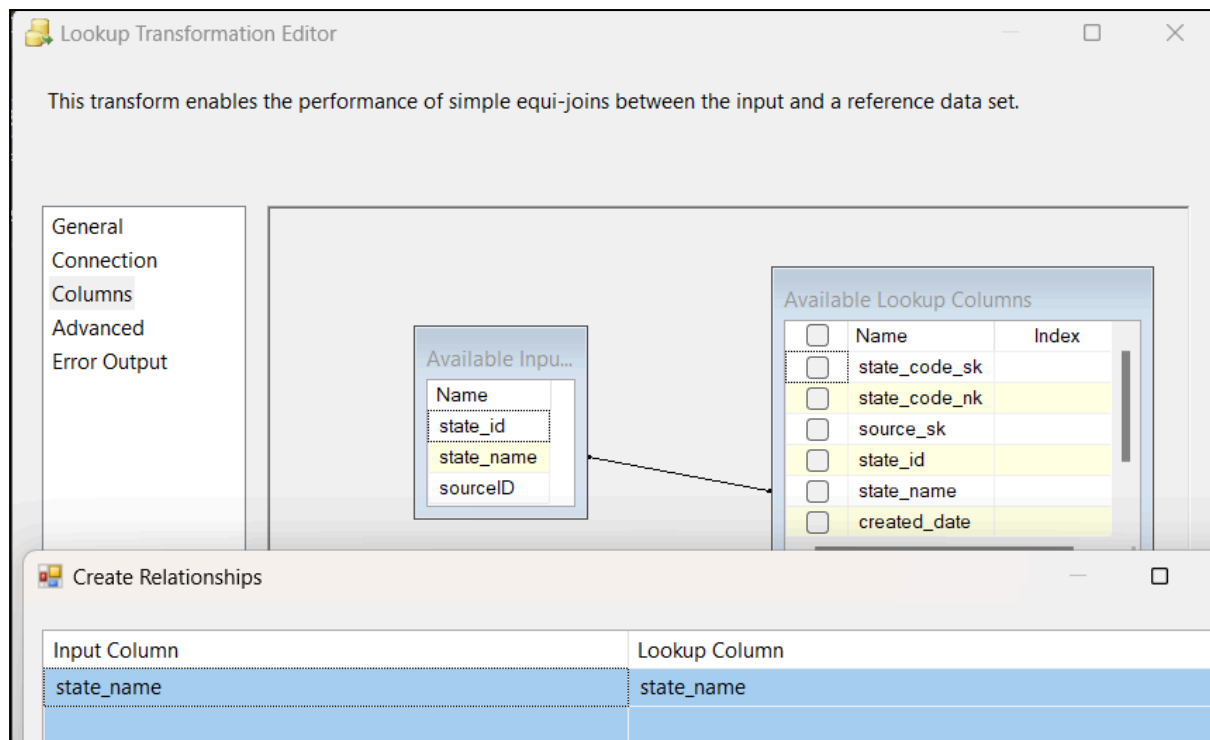 Lookup Transformation Editor
This transform enables the performance of simple equi-joins between the input and a reference data set.
General
Connection
Columns
Advanced
Error Output
Available Inpu...
Name
state_id
state_name
sourceID
Available Lookup Columns
Name Index
state_code_sk
state_code_nk
source_sk
state_id
state_name
created_date
Create Relationships
Input Column Lookup Column
state_name state_name